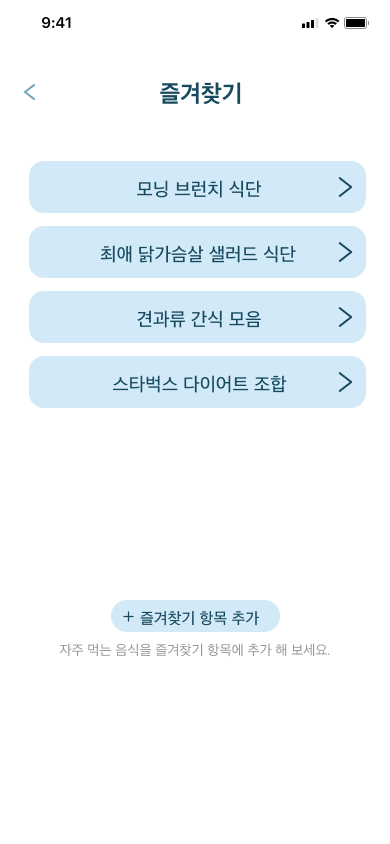 9:41
즐겨찾기
모닝 브런치 식단
최애 닭가슴살 샐러드 식단
견과류 간식 모음
스타벅스 다이어트 조합
+ 즐겨찾기 항목 추가
자주 먹는 음식을 즐겨찾기 항목에 추가 해 보세요.